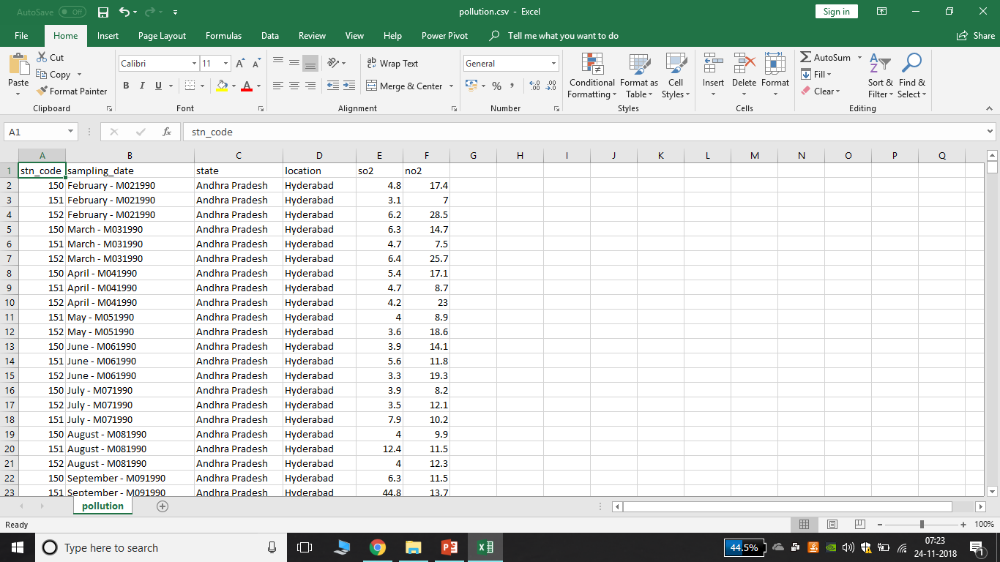 AutoSave Off pollution.csv - Excel Sign in
File Home Insert Page Layout Formulas Data Review View Help Power Pivot Tell me what you want to do Share
Cut
Copy
Format Painter
Paste
Clipboard
Calibri 11
B I U
Font
Wrap Text
Merge & Center
Alignment
General
Number
Conditional Formatting
Format as Table
Cell Styles
Styles
Insert Delete Format
Cells
AutoSum
Fill
Clear
Sort & Filter
Find & Select
Editing
A1 fx stn_code
A B C D E F G H I J K L M N O P Q
1 stn_code sampling_date state location so2 no2
2 150 February - M021990 Andhra Pradesh Hyderabad 4.8 17.4
3 151 February - M021990 Andhra Pradesh Hyderabad 3.1 7
4 152 February - M021990 Andhra Pradesh Hyderabad 6.2 28.5
5 150 March - M031990 Andhra Pradesh Hyderabad 6.3 14.7
6 151 March - M031990 Andhra Pradesh Hyderabad 4.7 7.5
7 152 March - M031990 Andhra Pradesh Hyderabad 6.4 25.7
8 150 April - M041990 Andhra Pradesh Hyderabad 5.4 17.1
9 151 April - M041990 Andhra Pradesh Hyderabad 4.7 8.7
10 152 April - M041990 Andhra Pradesh Hyderabad 4.2 23
11 151 May - M051990 Andhra Pradesh Hyderabad 4 8.9
12 152 May - M051990 Andhra Pradesh Hyderabad 3.6 18.6
13 150 June - M061990 Andhra Pradesh Hyderabad 3.9 14.1
14 151 June - M061990 Andhra Pradesh Hyderabad 5.6 11.8
15 152 June - M061990 Andhra Pradesh Hyderabad 3.3 19.3
16 150 July - M071990 Andhra Pradesh Hyderabad 3.9 8.2
17 152 July - M071990 Andhra Pradesh Hyderabad 3.5 12.1
18 151 July - M071990 Andhra Pradesh Hyderabad 7.9 10.2
19 150 August - M081990 Andhra Pradesh Hyderabad 4 9.9
20 151 August - M081990 Andhra Pradesh Hyderabad 12.4 11.5
21 152 August - M081990 Andhra Pradesh Hyderabad 4 12.3
22 150 September - M091990 Andhra Pradesh Hyderabad 6.3 11.5
23 151 September - M091990 Andhra Pradesh Hyderabad 44.8 13.7
pollution
Ready 100%
Type here to search 44.5% 07:23
24-11-2018 1